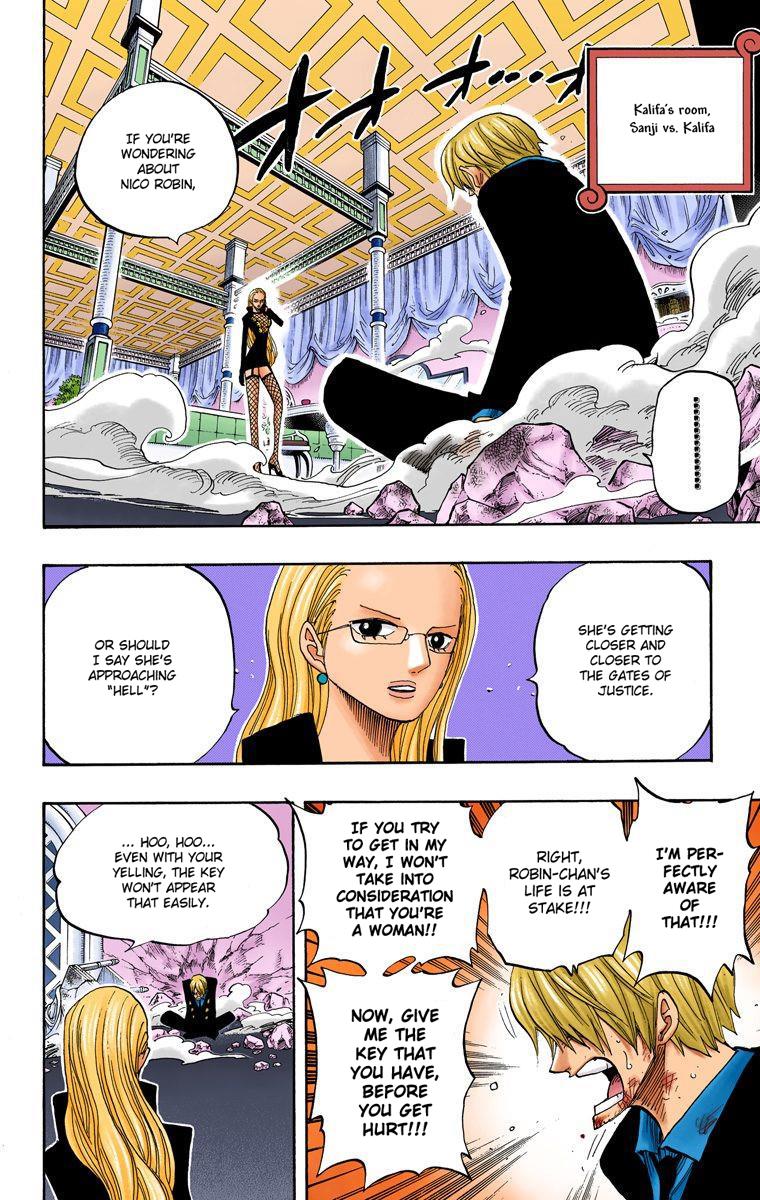 Kalifa's room,
Sanji vs. Kalifa
IF YOU'RE
WONDERING
ABOUT
NICO ROBIN,
SHE'S GETTING
CLOSER AND
CLOSER TO
THE GATES OF
JUSTICE.
OR SHOULD
I SAY SHE'S
APPROACHING
"HELL"?
I'M PER-
FECTLY
AWARE
OF
THAT!!!
RIGHT,
ROBIN-CHAN'S
LIFE IS AT
STAKE!!!
IF YOU TRY
TO GET IN MY
WAY, I WON'T
TAKE INTO
CONSIDERATION
THAT YOU'RE
A WOMAN!!
NOW, GIVE
ME THE
KEY THAT
YOU HAVE,
BEFORE
YOU GET
HURT!!!
... HOO, HOO...
EVEN WITH YOUR
YELLING, THE KEY
WON'T APPEAR
THAT EASILY.